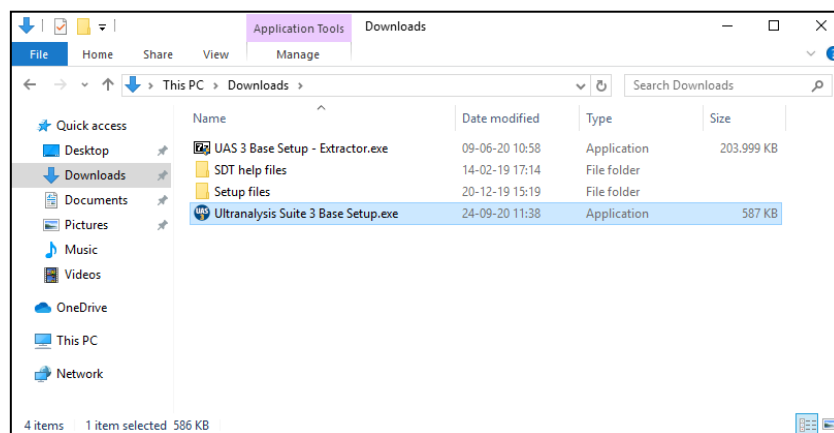 Application Tools Downloads
File Home Share View Manage
This PC > Downloads >
Search Downloads
Name Date modified Type Size
Quick access
Desktop
Downloads
Documents
Pictures
Music
Videos
OneDrive
This PC
Network
UAS 3 Base Setup - Extractor.exe 09-06-20 10:58 Application 203.999 KB
SDT help files 14-02-19 17:14 File folder
Setup files 20-12-19 15:19 File folder
UAS 3 Ultranalysis Suite 3 Base Setup.exe 24-09-20 11:38 Application 587 KB
4 items 1 item selected 586 KB